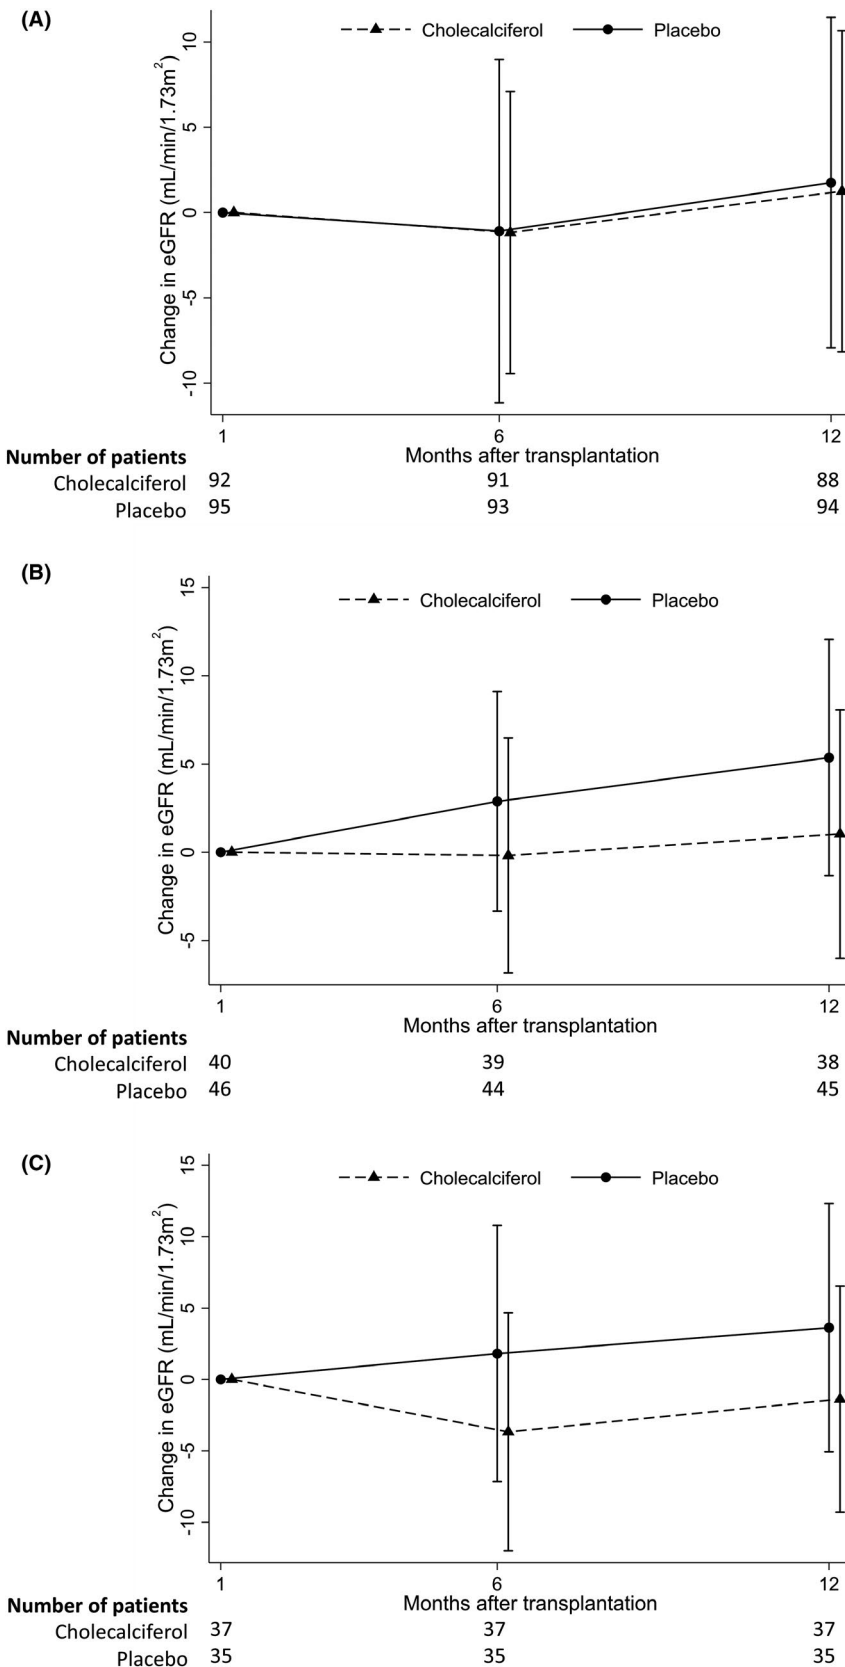 (A)
Cholecalciferol Placebo
Change in eGFR (mL/min/1.73m²)
10
5
0
-5
-10
1 6 12
Months after transplantation
Number of patients
Cholecalciferol 92 91 88
Placebo 95 93 94
(B)
Cholecalciferol Placebo
Change in eGFR (mL/min/1.73m²)
15
10
5
0
-5
1 6 12
Months after transplantation
Number of patients
Cholecalciferol 40 39 38
Placebo 46 44 45
(C)
Cholecalciferol Placebo
Change in eGFR (mL/min/1.73m²)
15
10
5
0
-5
-10
1 6 12
Months after transplantation
Number of patients
Cholecalciferol 37 37 37
Placebo 35 35 35